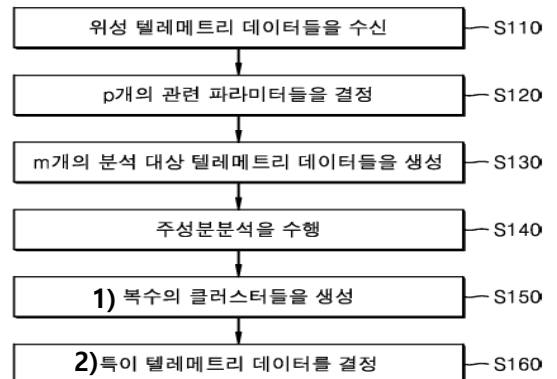 위성 텔레메트리 데이터들을 수신 S110
p개의 관련 파라미터들을 결정 S120
m개의 분석 대상 텔레메트리 데이터들을 생성 S130
주성분분석을 수행 S140
1) 복수의 클러스터들을 생성 S150
2)특이 텔레메트리 데이터를 결정 S160